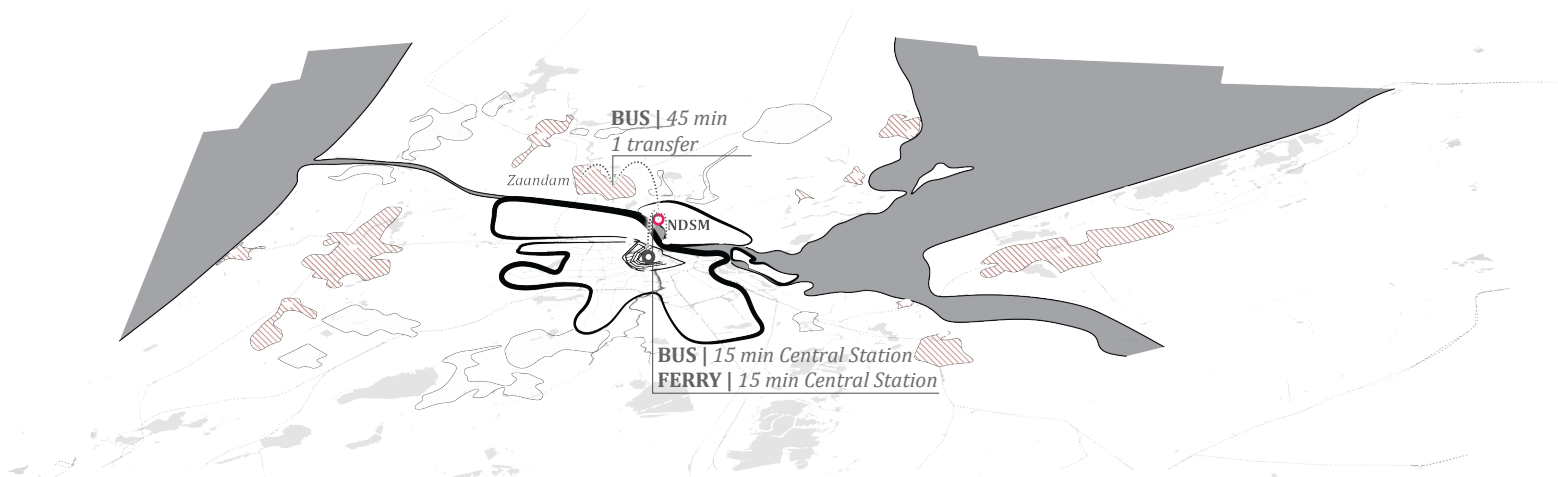 BUS | 45 min
1 transfer
Zaandam
NDSM
BUS | 15 min Central Station
FERRY | 15 min Central Station